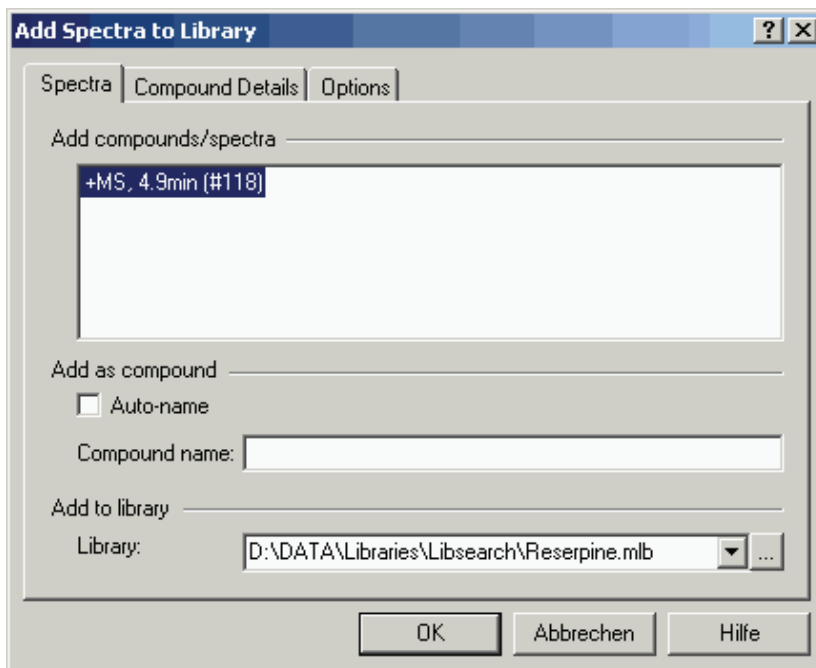 Add Spectra to Library
Spectra Compound Details Options
Add compounds/spectra
+MS, 4.9min (#118)
Add as compound
Auto-name
Compound name:
Add to library
Library: D:\DATA\Libraries\Libsearch\Reserpine.mlb ...
OK Abbrechen Hilfe